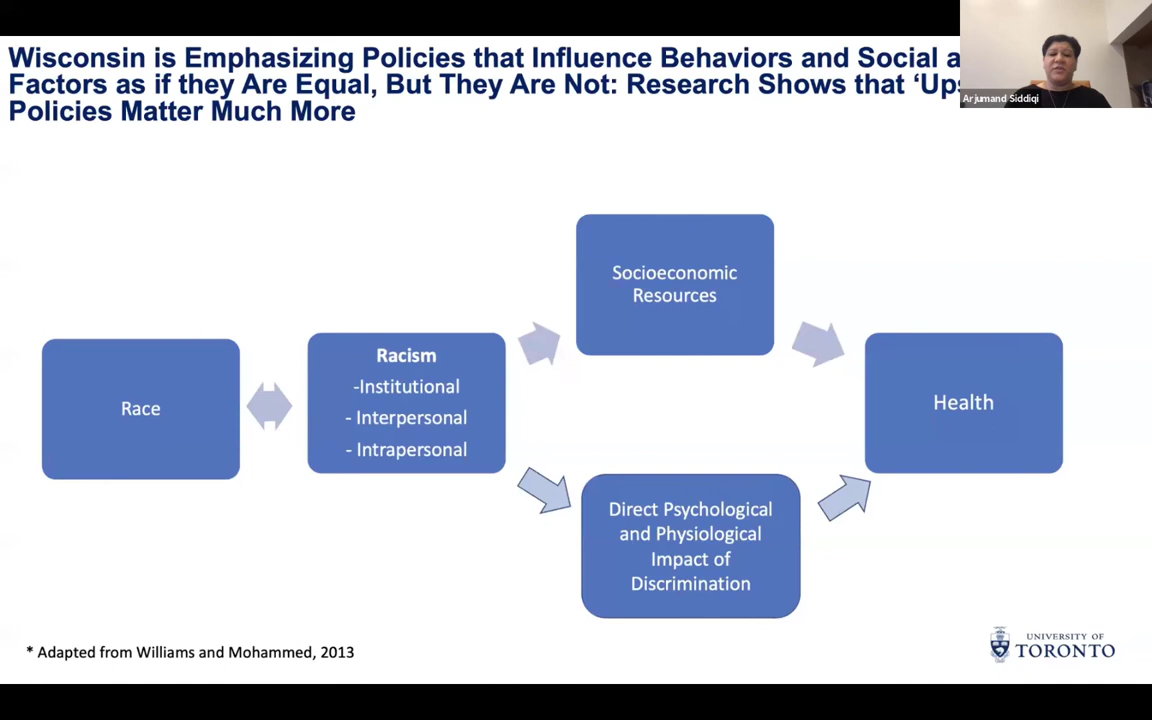 Wisconsin is Emphasizing Policies that Influence Behaviors and Social a
Factors as if they Are Equal, But They Are Not: Research Shows that ‘Ups
Policies Matter Much More
Arjumand Siddiqi
Socioeconomic
Resources
Race
Racism
-Institutional
- Interpersonal
- Intrapersonal
Health
Direct Psychological
and Physiological
Impact of
Discrimination
* Adapted from Williams and Mohammed, 2013
UNIVERSITY OF
TORONTO